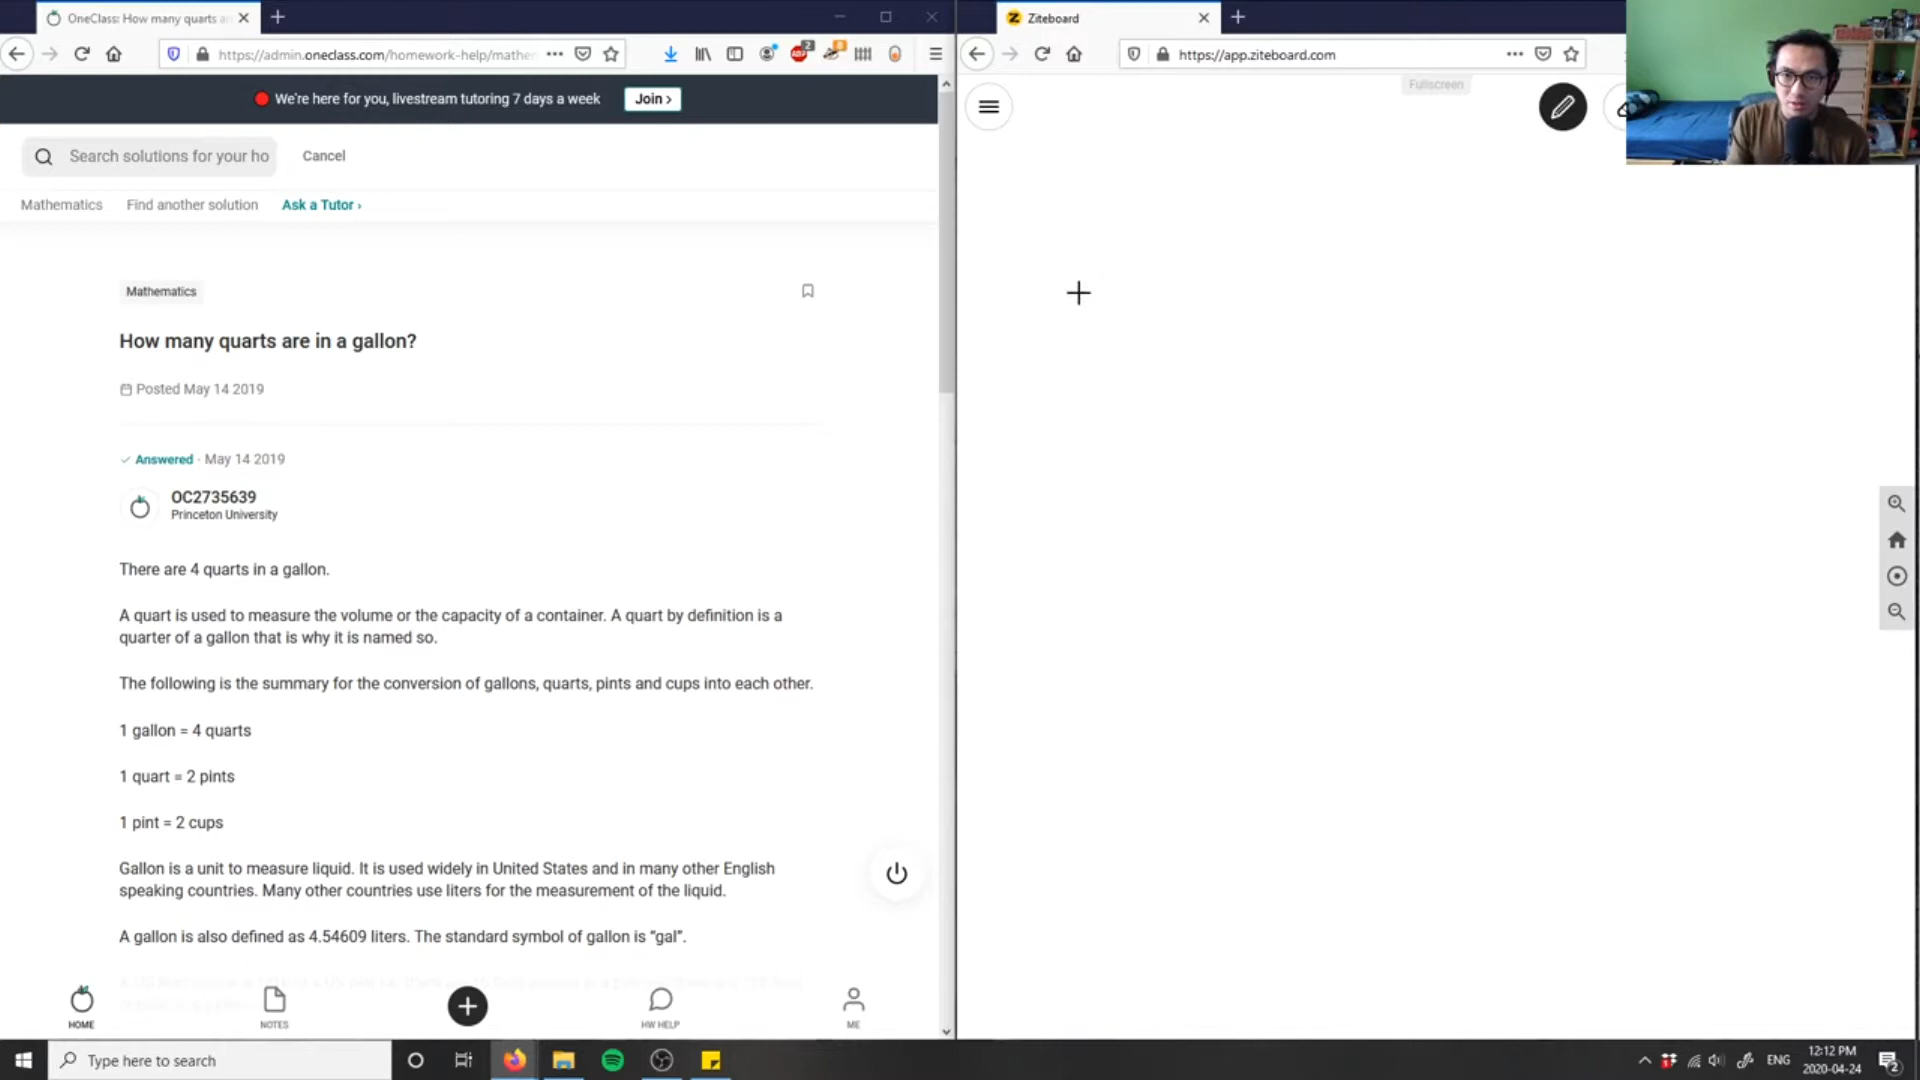 OneClass: How many quarts a
Ziteboard
https://admin.oneclass.com/homework-help/mathe
https://app.ziteboard.com
2
8
Fullscreen
We're here for you, livestream tutoring 7 days a week
Join ›
Search solutions for your ho
Cancel
Mathematics
Find another solution
Ask a Tutor ›
Mathematics
How many quarts are in a gallon?
Posted May 14 2019
Answered · May 14 2019
OC2735639
Princeton University
There are 4 quarts in a gallon.
A quart is used to measure the volume or the capacity of a container. A quart by definition is a
quarter of a gallon that is why it is named so.
The following is the summary for the conversion of gallons, quarts, pints and cups into each other.
1 gallon = 4 quarts
1 quart = 2 pints
1 pint = 2 cups
Gallon is a unit to measure liquid. It is used widely in United States and in many other English
speaking countries. Many other countries use liters for the measurement of the liquid.
A gallon is also defined as 4.54609 liters. The standard symbol of gallon is “gal”.
HOME
NOTES
HW HELP
ME
Type here to search
ENG
12:12 PM
2020-04-24
2